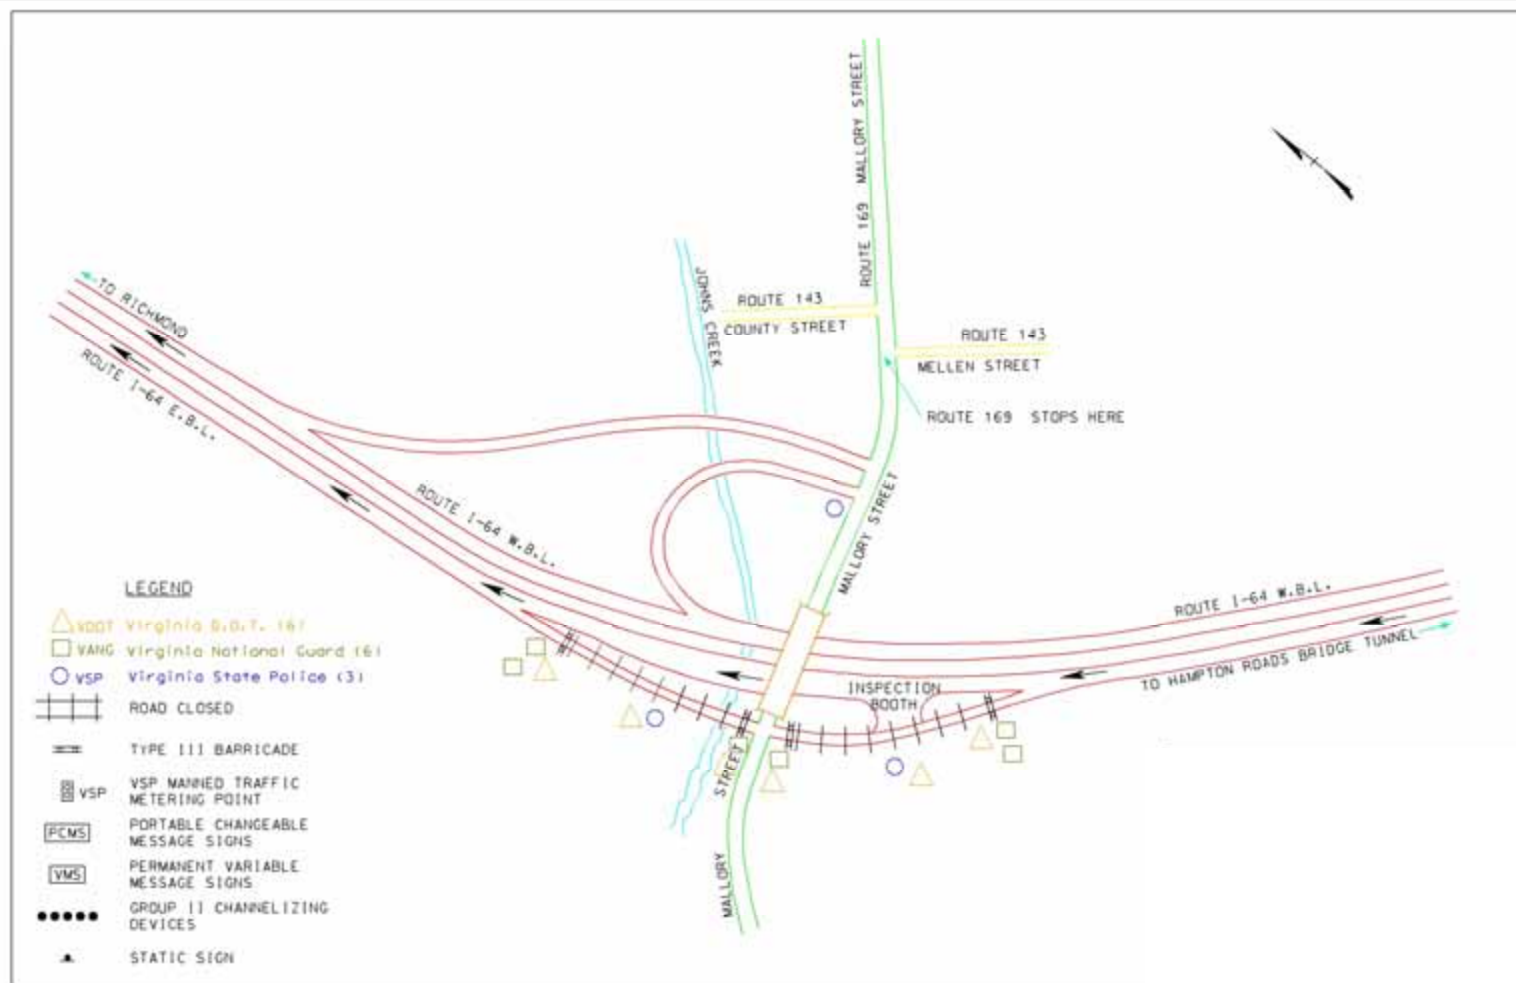 ROUTE 169 MALLORY STREET
JOHNS CREEK
ROUTE 143
COUNTY STREET
ROUTE 143
MELLEN STREET
ROUTE 169 STOPS HERE
TO RICHMOND
ROUTE I-64 E.B.L.
ROUTE I-64 W.B.L.
MALLORY STREET
ROUTE I-64 W.B.L.
TO HAMPTON ROADS BRIDGE TUNNEL
INSPECTION
BOOTH
MALLORY STREET
LEGEND
VDOT Virginia D.O.T. (6)
VANG Virginia National Guard (6)
VSP Virginia State Police (3)
ROAD CLOSED
TYPE III BARRICADE
VSP VSP MANNED TRAFFIC
METERING POINT
PCMS PORTABLE CHANGEABLE
MESSAGE SIGNS
VMS PERMANENT VARIABLE
MESSAGE SIGNS
GROUP II CHANNELIZING
DEVICES
STATIC SIGN